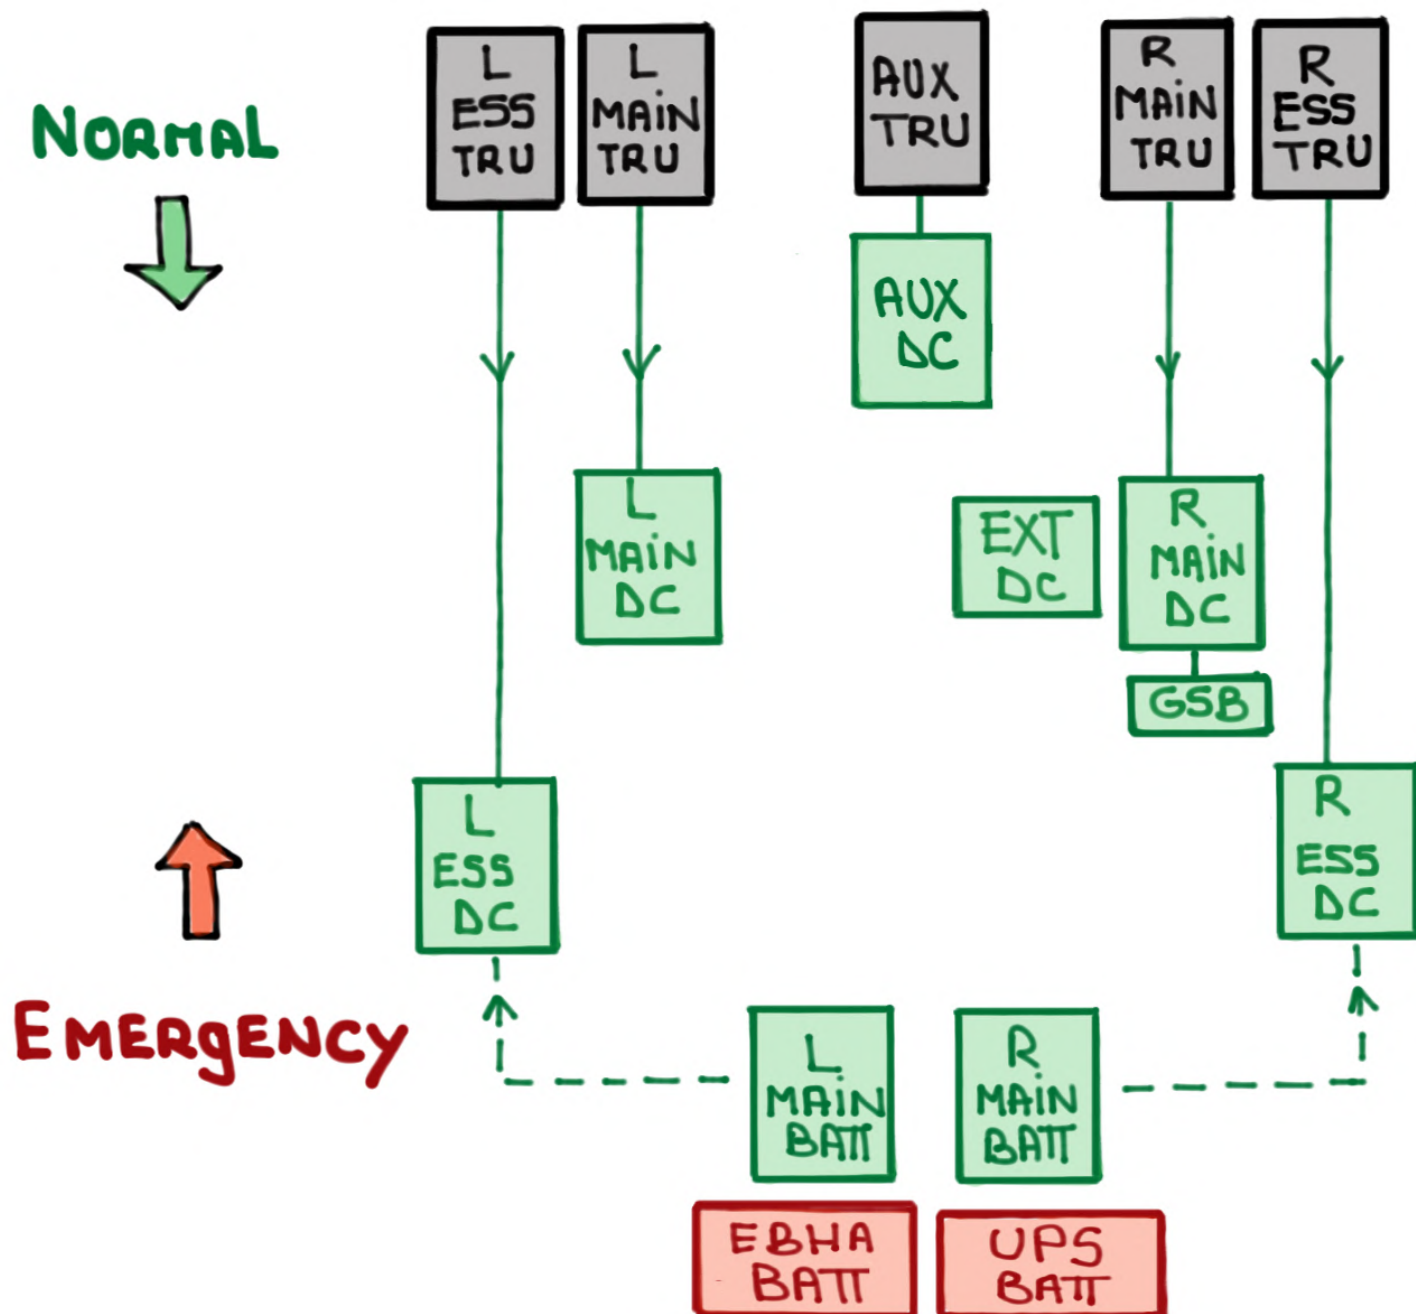 L
ESS
TRU
L
MAIN
TRU
AUX
TRU
R
MAIN
TRU
R
ESS
TRU
NORMAL
AUX
DC
L
MAIN
DC
EXT
DC
R
MAIN
DC
GSB
L
ESS
DC
R
ESS
DC
EMERGENCY
L
MAIN
BATT
R
MAIN
BATT
EBHA
BATT
UPS
BATT